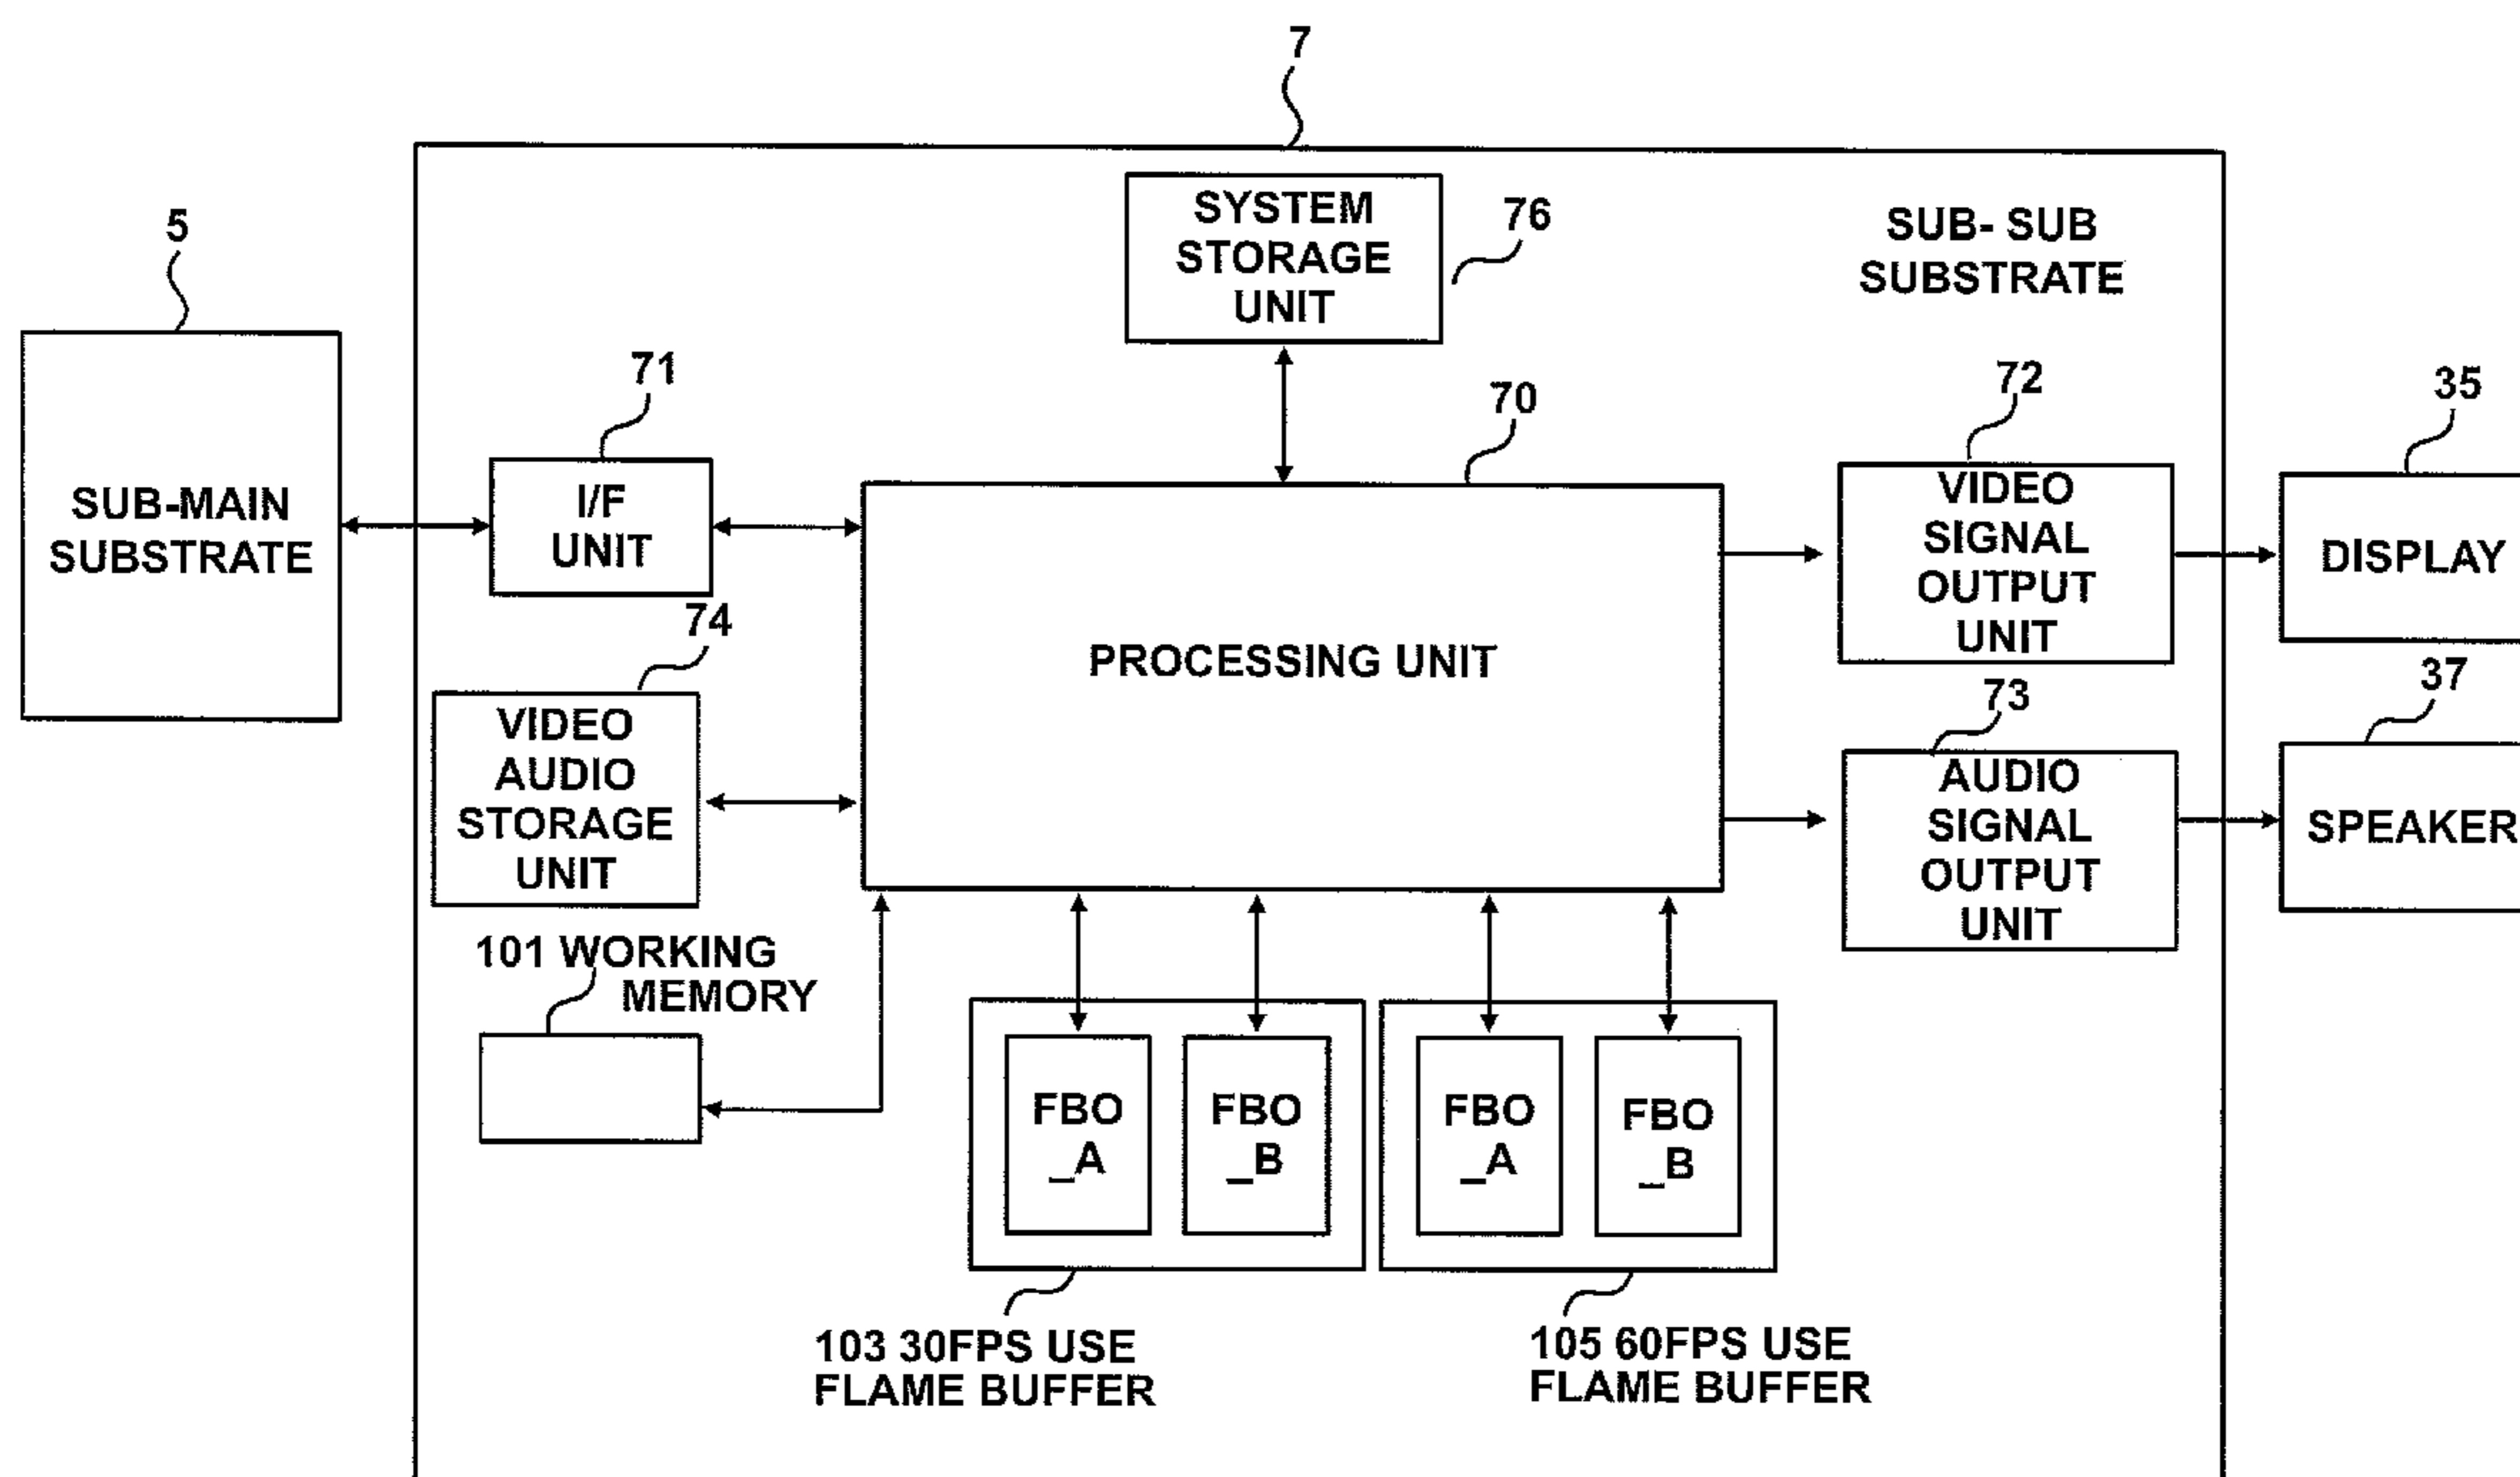 7
SYSTEM
STORAGE
UNIT
76
SUB- SUB
SUBSTRATE
5
SUB-MAIN
SUBSTRATE
71
I/F
UNIT
70
PROCESSING UNIT
72
VIDEO
SIGNAL
OUTPUT
UNIT
35
DISPLAY
74
VIDEO
AUDIO
STORAGE
UNIT
73
AUDIO
SIGNAL
OUTPUT
UNIT
37
SPEAKER
101 WORKING
MEMORY
FBO
_A
FBO
_B
FBO
_A
FBO
_B
103 30FPS USE
FLAME BUFFER
105 60FPS USE
FLAME BUFFER